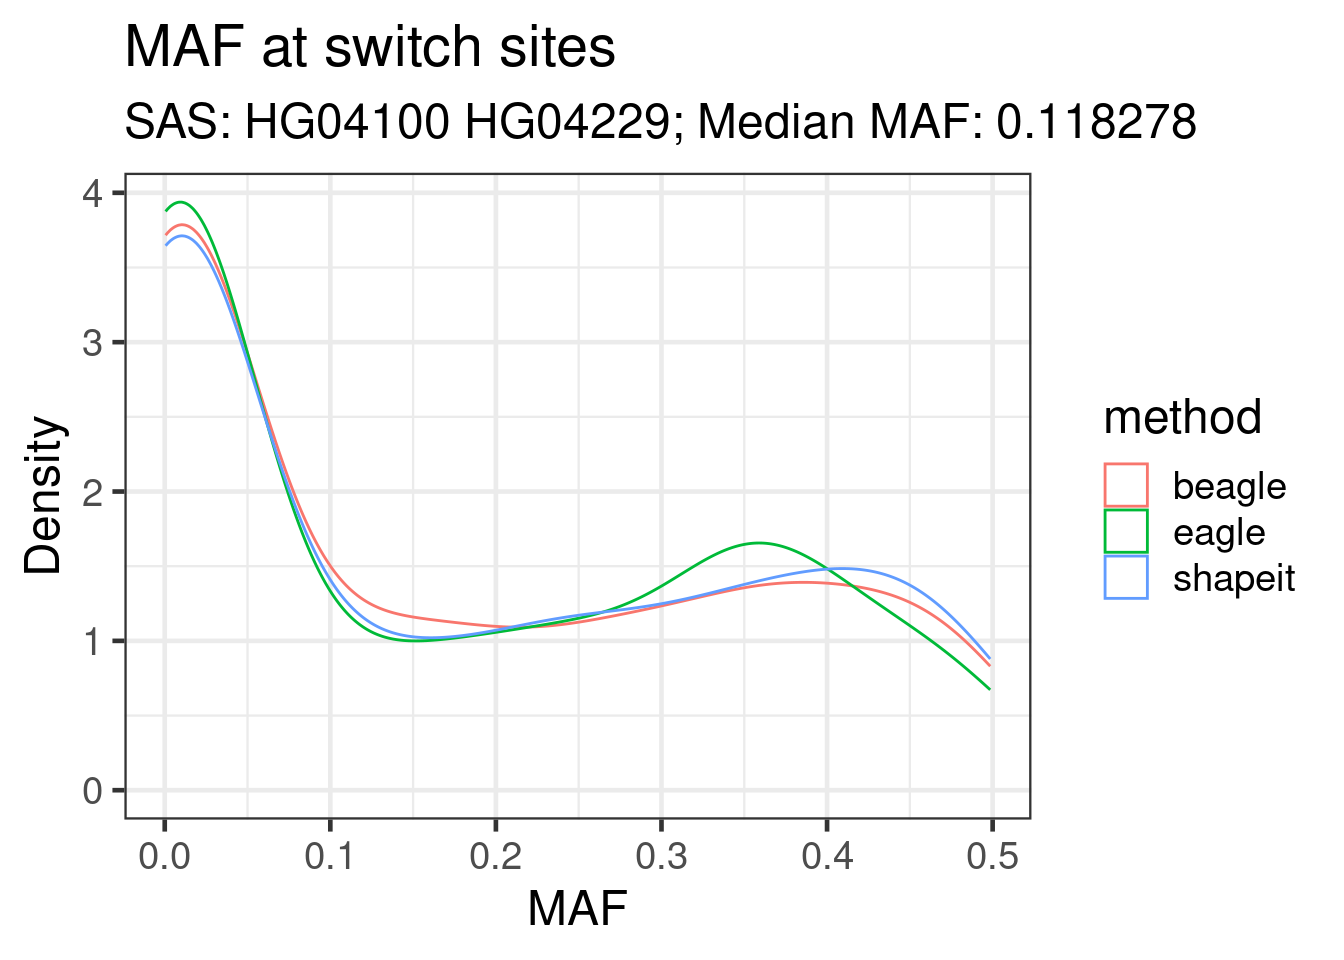 MAF at switch sites
SAS: HG04100 HG04229; Median MAF: 0.118278
4
3
2
1
0
Density
0.0 0.1 0.2 0.3 0.4 0.5
MAF
method
beagle
eagle
shapeit